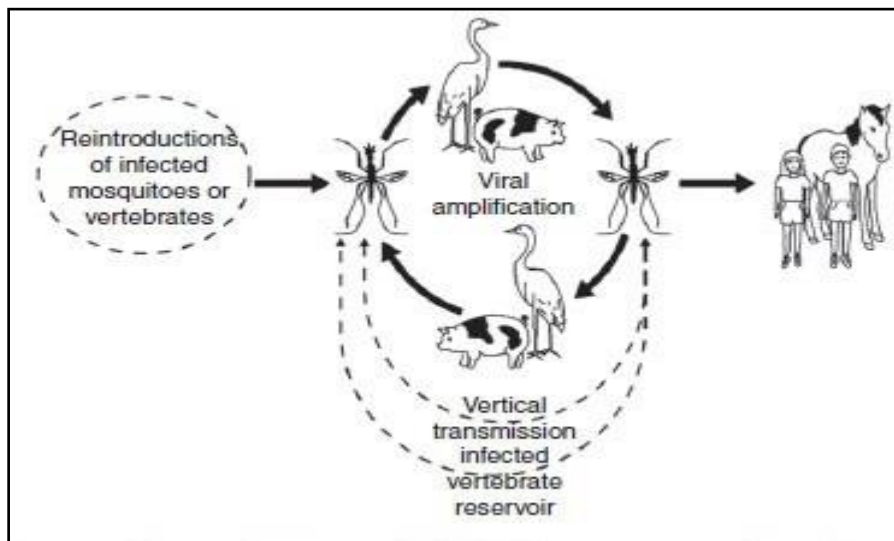 Reintroductions
of infected
mosquitoes or
vertebrates
Viral
amplification
Vertical
transmission
infected
vertebrate
reservoir